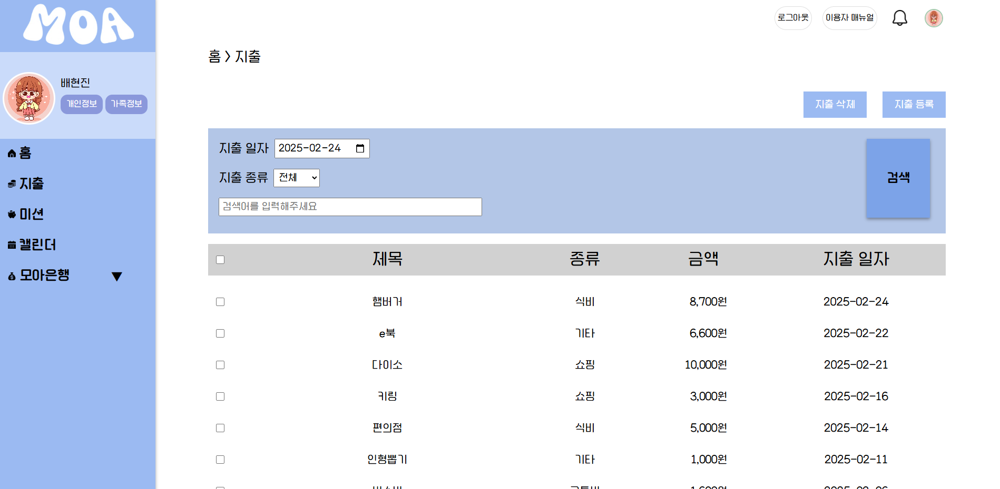 MOA
로그아웃 이용자 매뉴얼
홈 > 지출
배현진
개인정보 가족정보
지출 삭제 지출 등록
홈
지출
미션
캘린더
모아은행 ▼
지출 일자 2025-02-24
지출 종류 전체
검색어를 입력해주세요
검색
제목 종류 금액 지출 일자
햄버거 식비 8,700원 2025-02-24
e북 기타 6,600원 2025-02-22
다이소 쇼핑 10,000원 2025-02-21
키링 쇼핑 3,000원 2025-02-16
편의점 식비 5,000원 2025-02-14
인형뽑기 기타 1,000원 2025-02-11